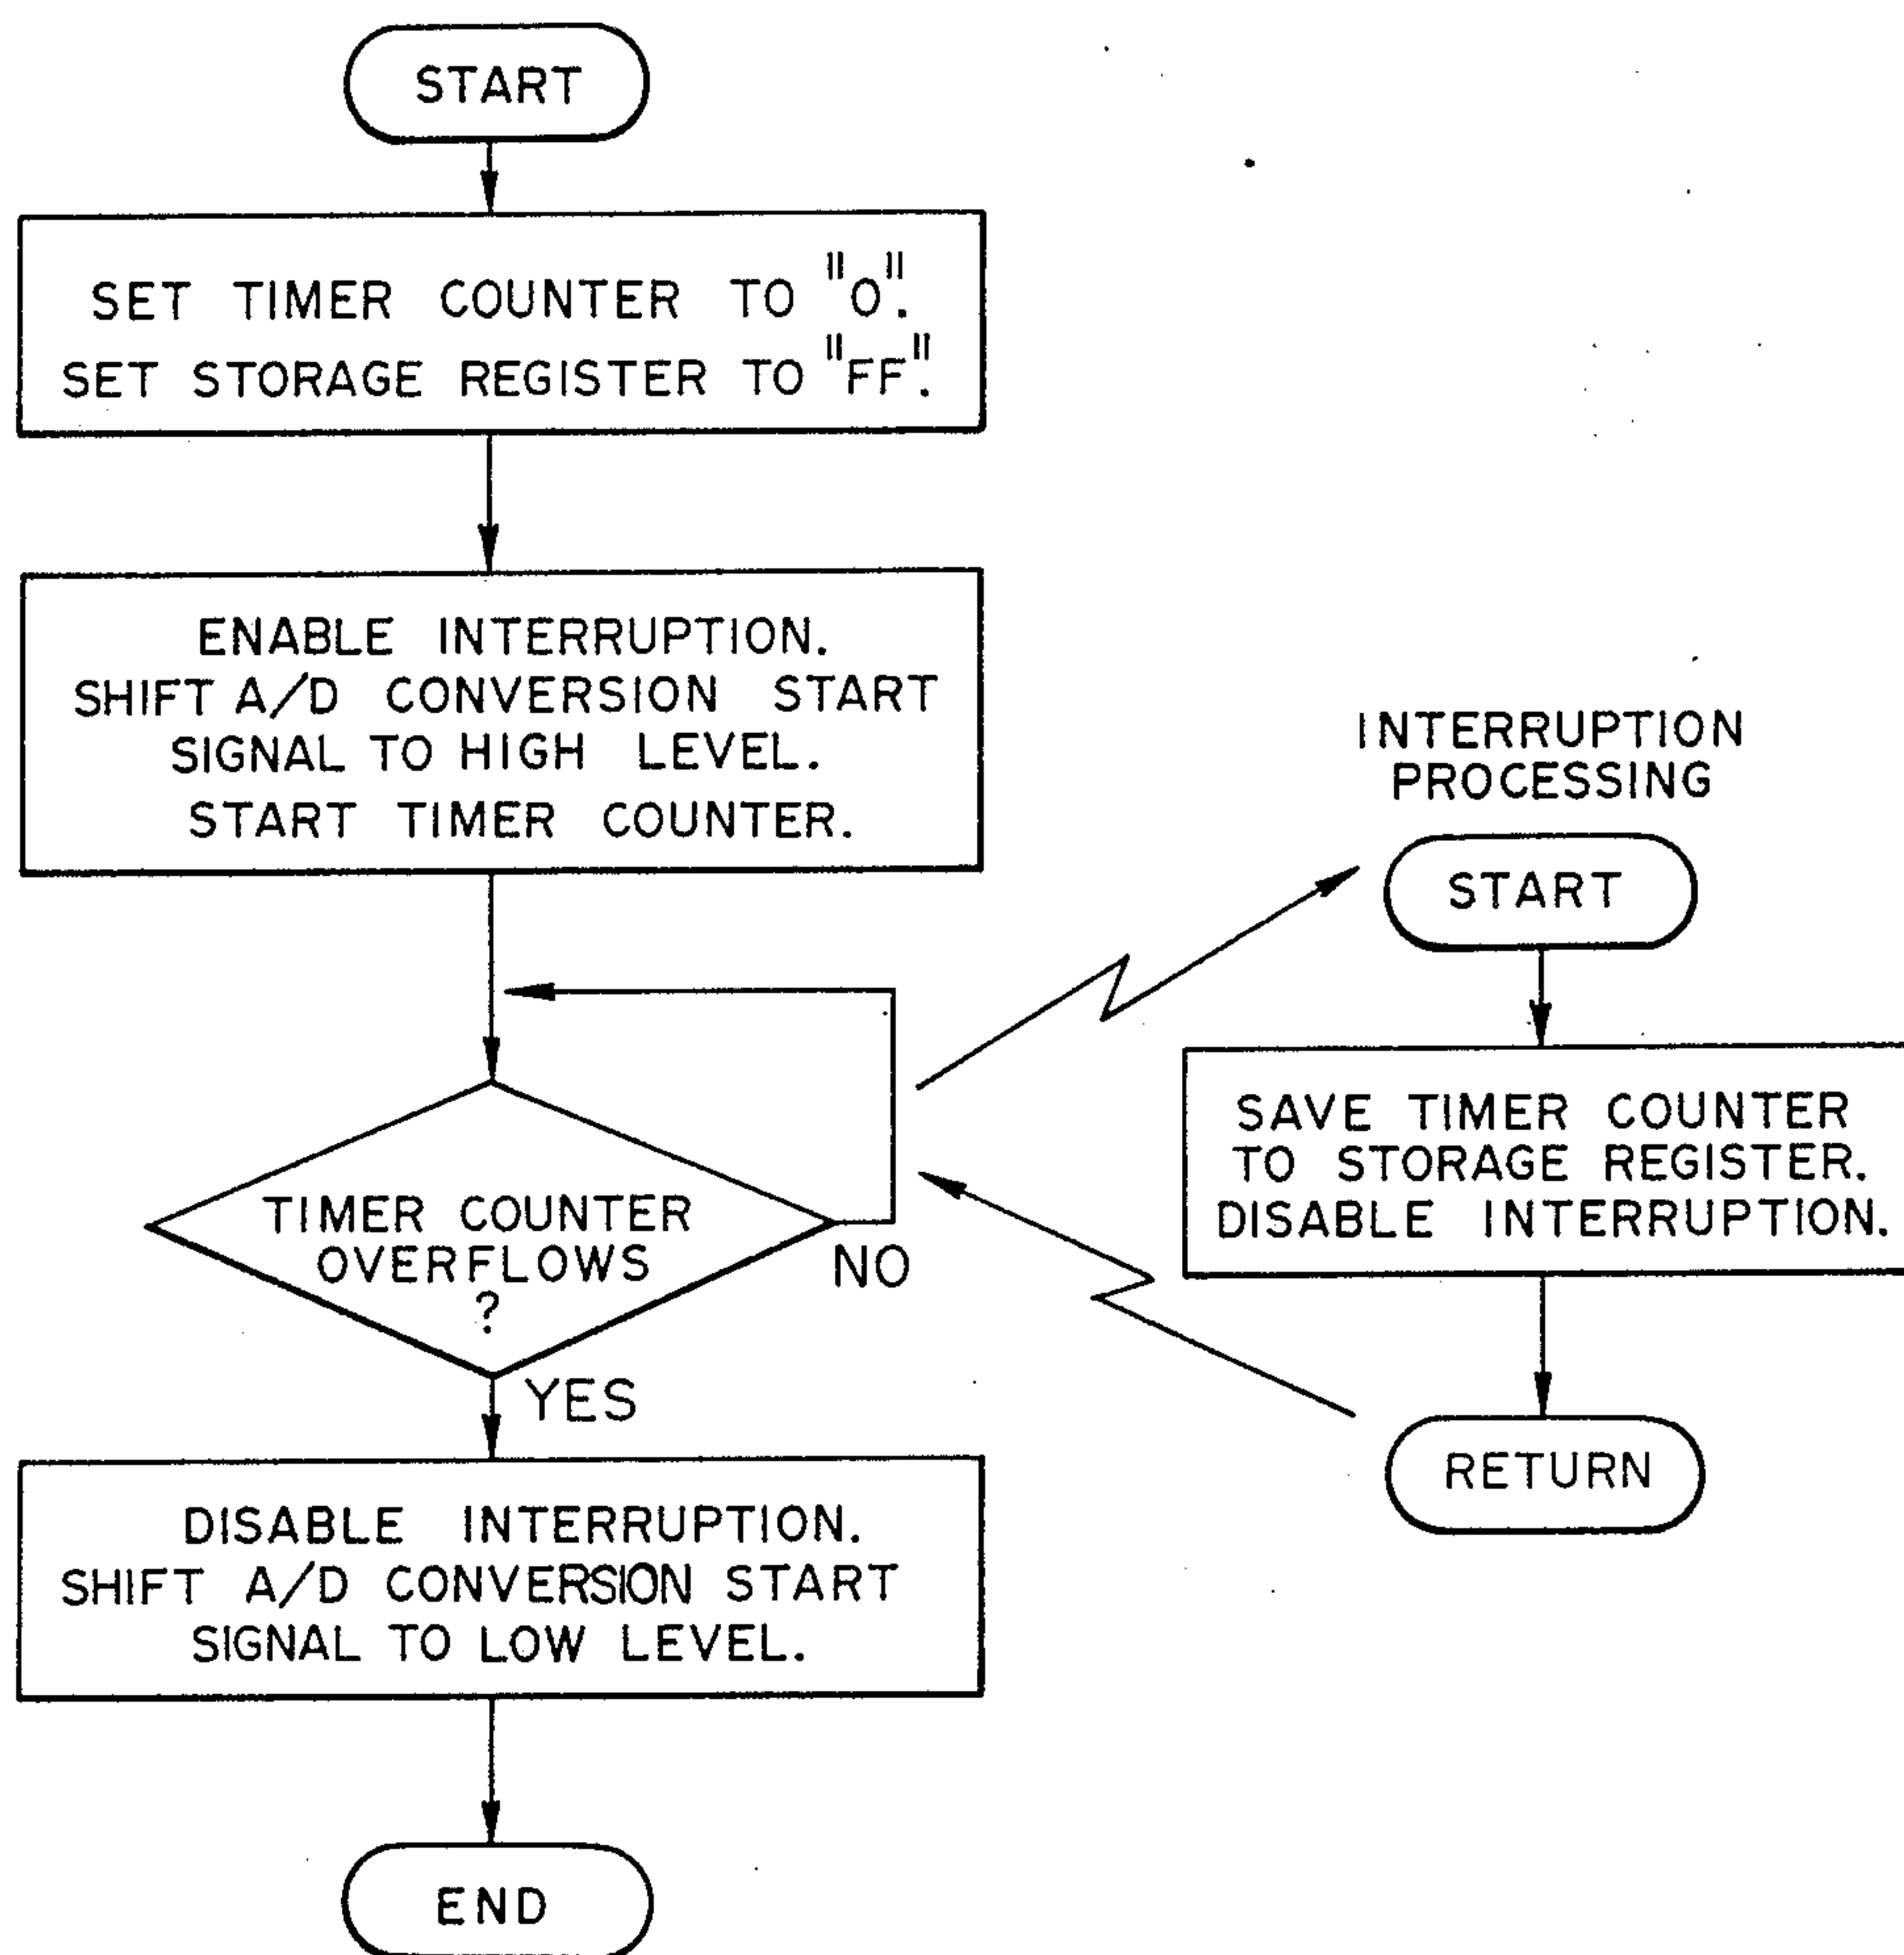 START
SET TIMER COUNTER TO "0".
SET STORAGE REGISTER TO "FF".
ENABLE INTERRUPTION.
SHIFT A/D CONVERSION START
SIGNAL TO HIGH LEVEL.
START TIMER COUNTER.
TIMER COUNTER
OVERFLOWS
?
NO
YES
DISABLE INTERRUPTION.
SHIFT A/D CONVERSION START
SIGNAL TO LOW LEVEL.
END
INTERRUPTION
PROCESSING
START
SAVE TIMER COUNTER
TO STORAGE REGISTER.
DISABLE INTERRUPTION.
RETURN